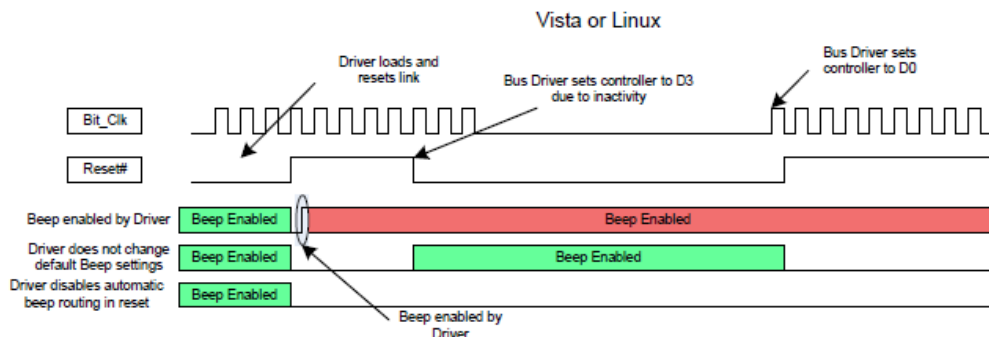 Vista or Linux
Driver loads and
resets link
Bus Driver sets controller to D3
due to inactivity
Bus Driver sets
controller to D0
Bit_Clk
Reset#
Beep enabled by Driver
Beep Enabled
Beep Enabled
Driver does not change
default Beep settings
Beep Enabled
Beep Enabled
Driver disables automatic
beep routing in reset
Beep Enabled
Beep enabled by
Driver